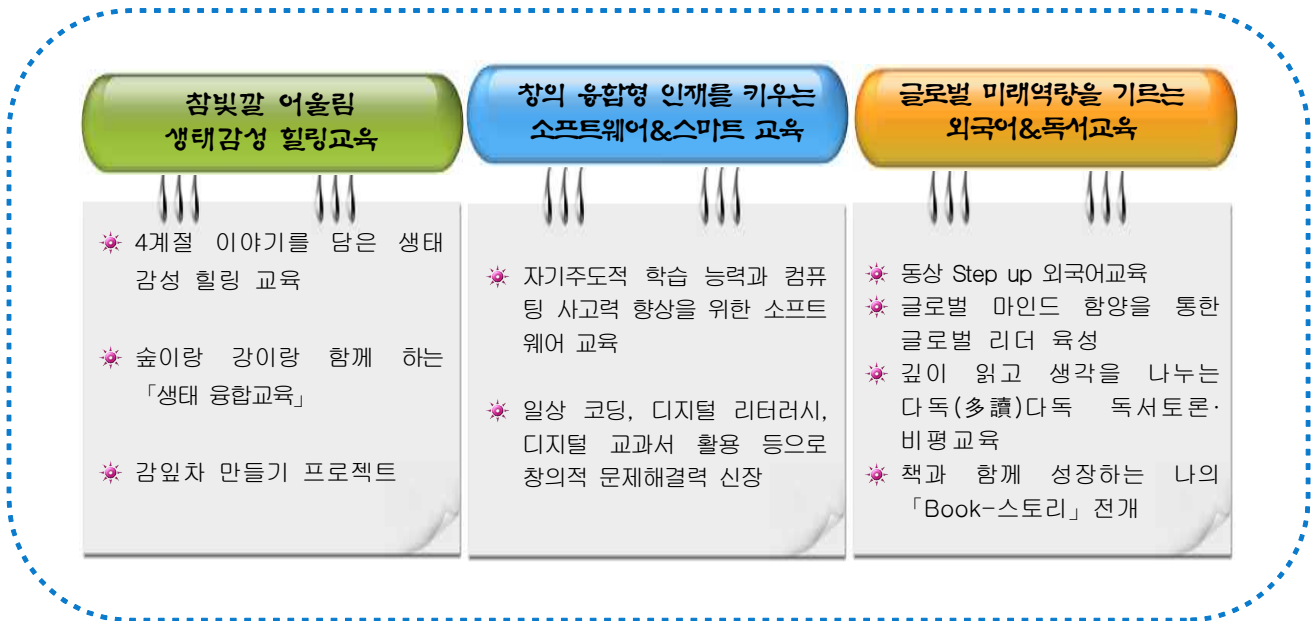 참빛깔 어울림
생태감성 힐링교육
4계절 이야기를 담은 생태
감성 힐링 교육
숲이랑 강이랑 함께 하는
「생태 융합교육」
감잎차 만들기 프로젝트
창의 융합형 인재를 키우는
소프트웨어&스마트 교육
자기주도적 학습 능력과 컴퓨
팅 사고력 향상을 위한 소프트
웨어 교육
일상 코딩, 디지털 리터러시,
디지털 교과서 활용 등으로
창의적 문제해결력 신장
글로벌 미래역량을 기르는
외국어&독서교육
동상 Step up 외국어교육
글로벌 마인드 함양을 통한
글로벌 리더 육성
깊이 읽고 생각을 나누는
다독(多讀)다독 독서토론·
비평교육
책과 함께 성장하는 나의
「Book-스토리」전개